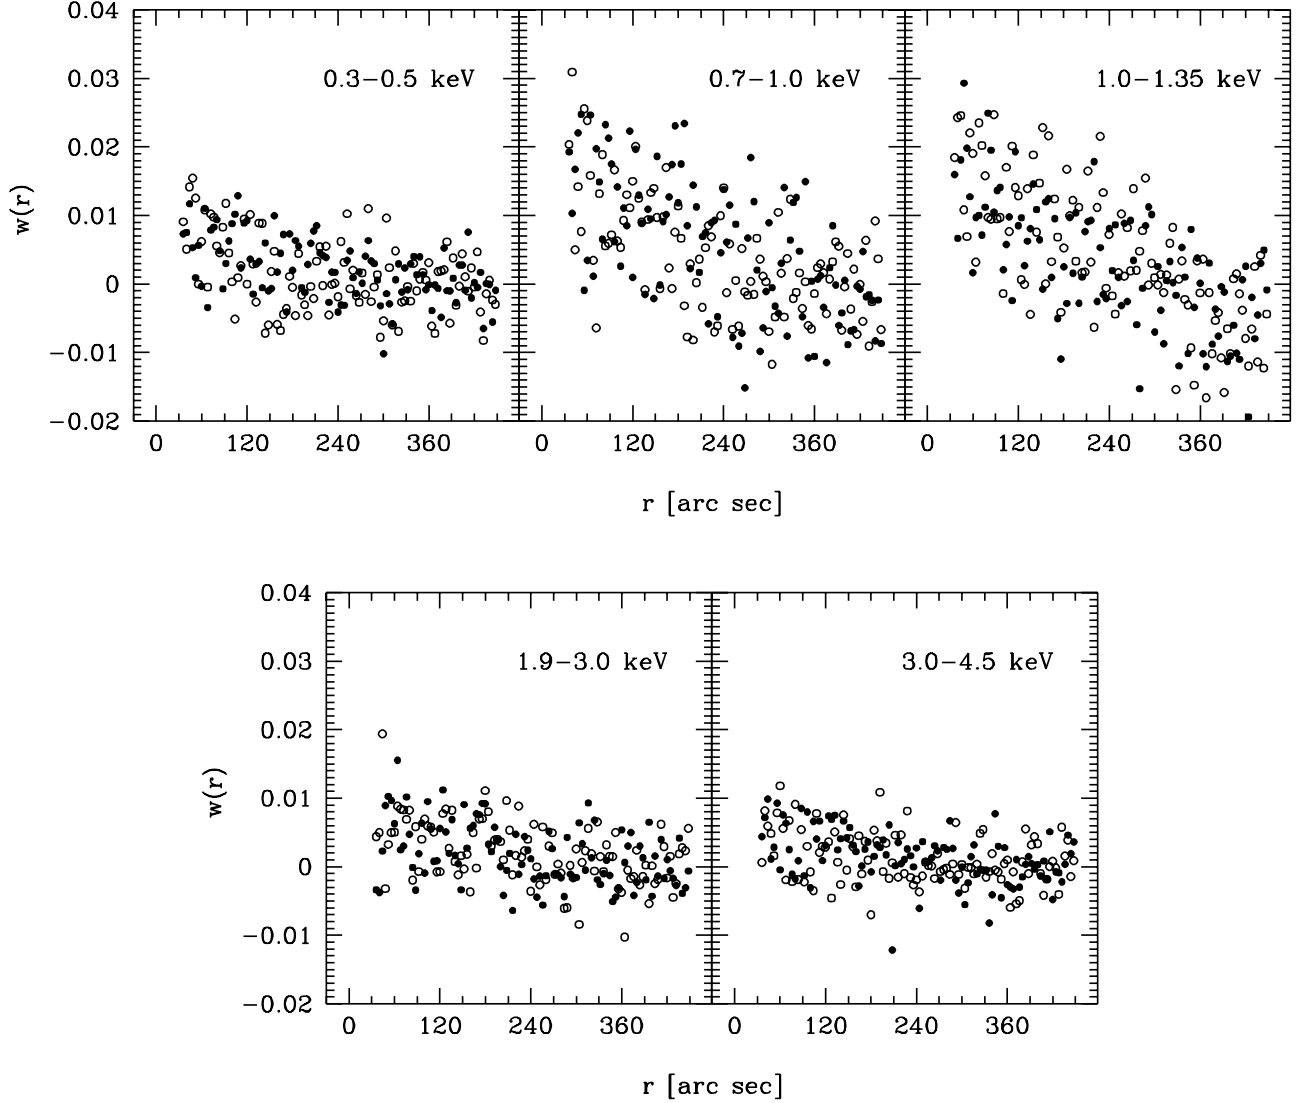 0.04
0.03
0.02
0.01
0
−0.01
−0.02
w(r)
0.3−0.5 keV
0.7−1.0 keV
1.0−1.35 keV
0 120 240 360 0 120 240 360 0 120 240 360
r [arc sec]
0.04
0.03
0.02
0.01
0
−0.01
−0.02
w(r)
1.9−3.0 keV
3.0−4.5 keV
0 120 240 360 0 120 240 360
r [arc sec]